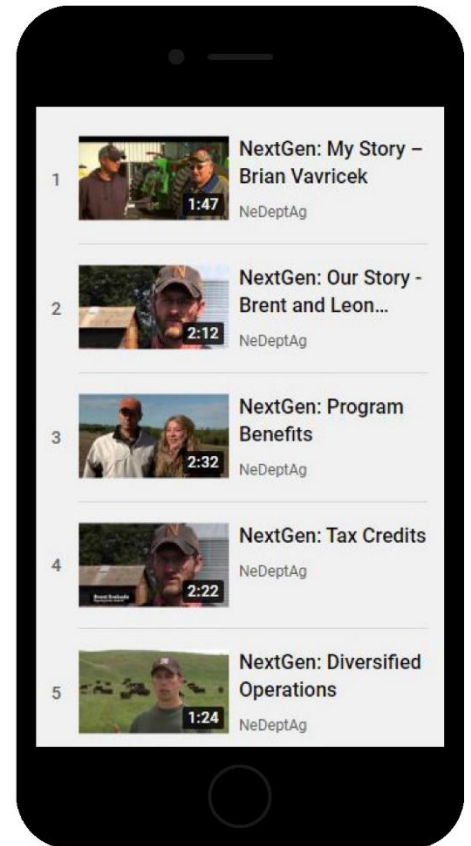 1
NextGen: My Story –
Brian Vavricek
1:47
NeDeptAg
2
NextGen: Our Story -
Brent and Leon...
2:12
NeDeptAg
3
NextGen: Program
Benefits
2:32
NeDeptAg
4
NextGen: Tax Credits
2:22
NeDeptAg
5
NextGen: Diversified
Operations
1:24
NeDeptAg